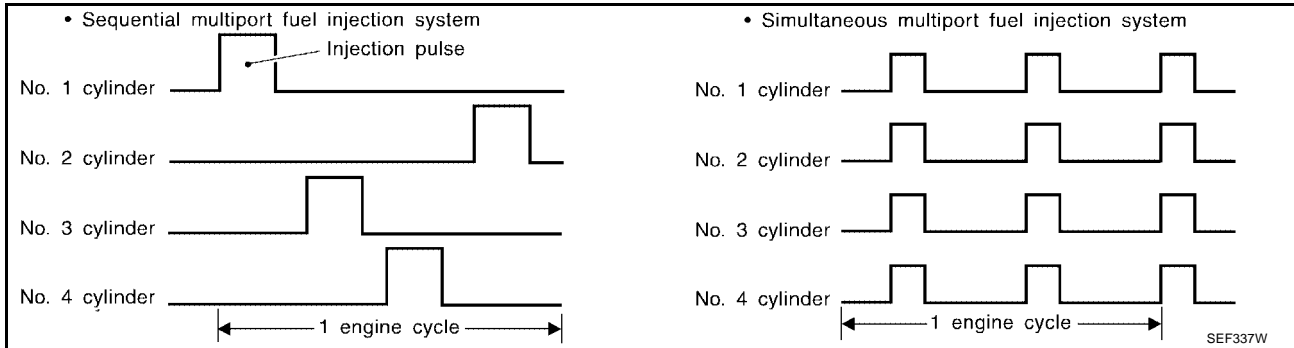 • Sequential multiport fuel injection system
Injection pulse
No. 1 cylinder
No. 2 cylinder
No. 3 cylinder
No. 4 cylinder
1 engine cycle
• Simultaneous multiport fuel injection system
No. 1 cylinder
No. 2 cylinder
No. 3 cylinder
No. 4 cylinder
1 engine cycle
SEF337W